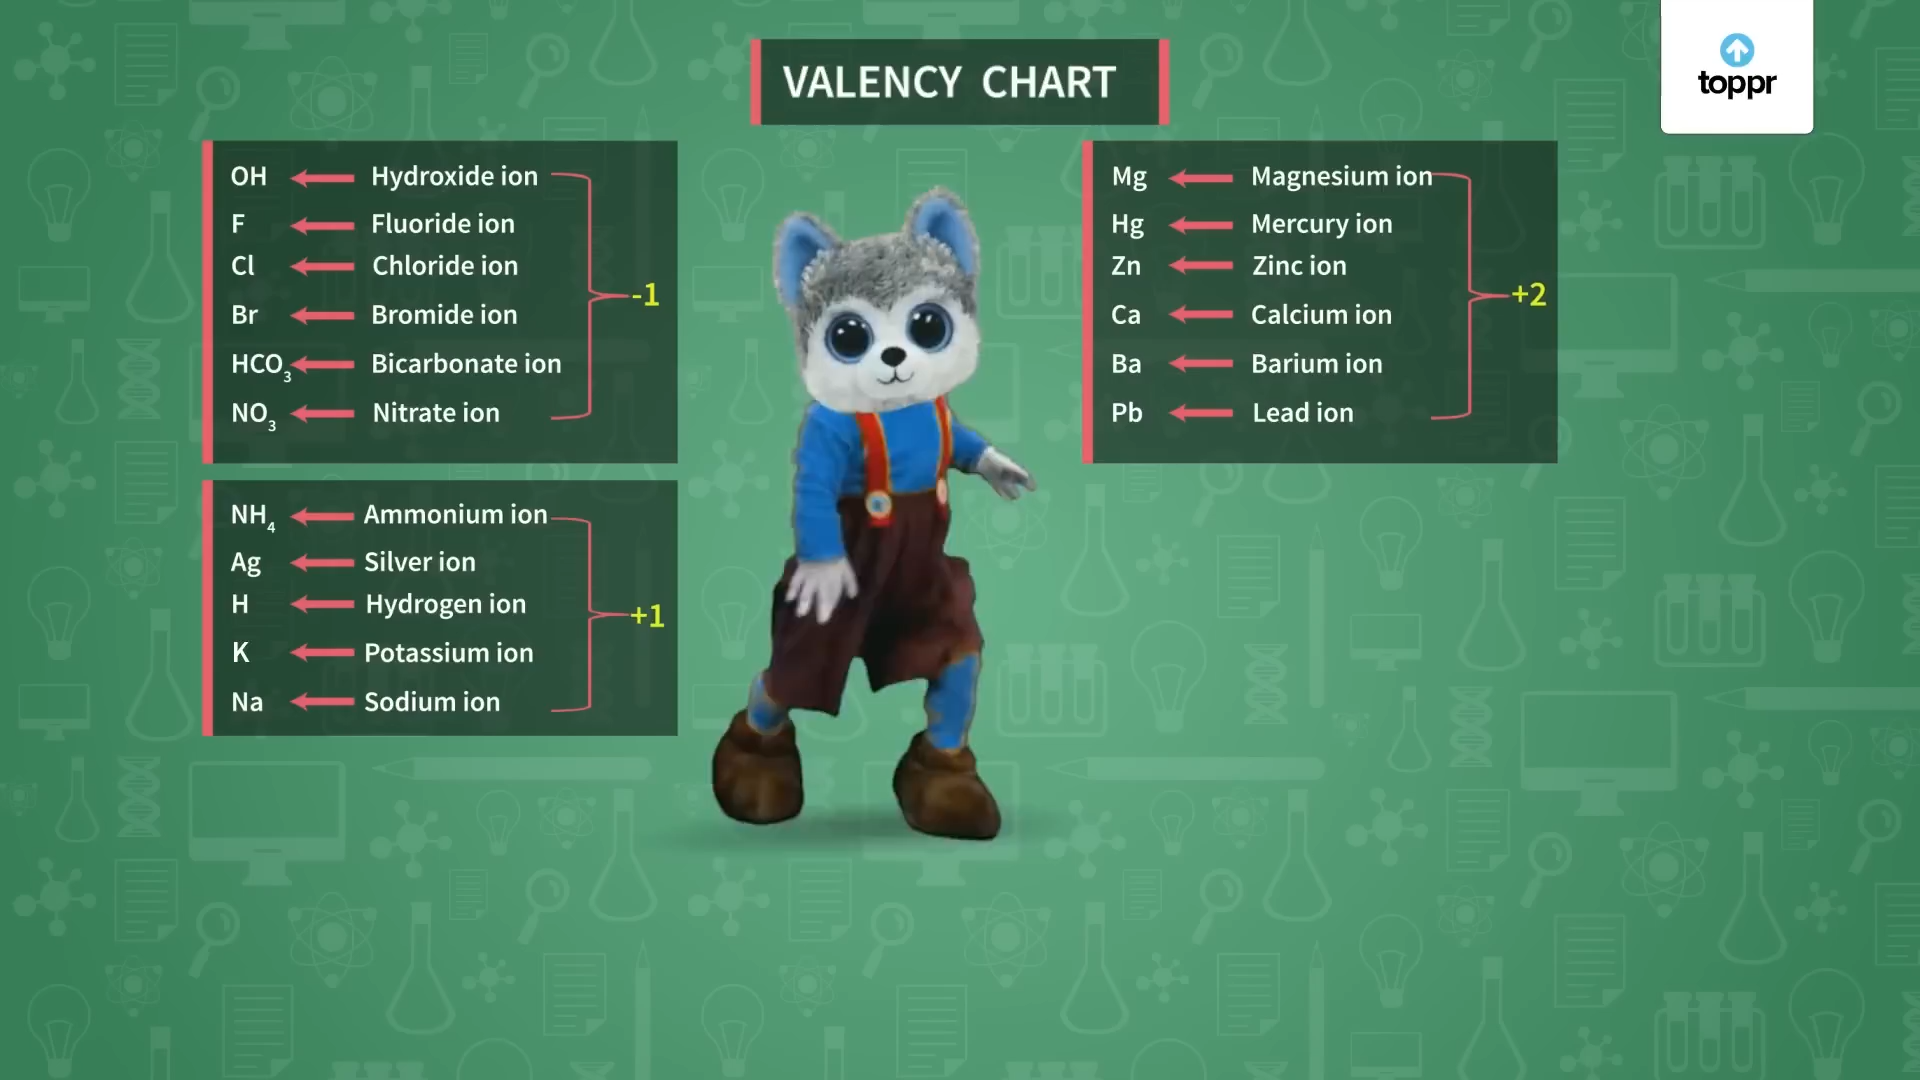 VALENCY CHART
toppr
OH Hydroxide ion
F Fluoride ion
Cl Chloride ion
Br Bromide ion
HCO3 Bicarbonate ion
NO3 Nitrate ion
-1
NH4 Ammonium ion
Ag Silver ion
H Hydrogen ion
K Potassium ion
Na Sodium ion
+1
Mg Magnesium ion
Hg Mercury ion
Zn Zinc ion
Ca Calcium ion
Ba Barium ion
Pb Lead ion
+2